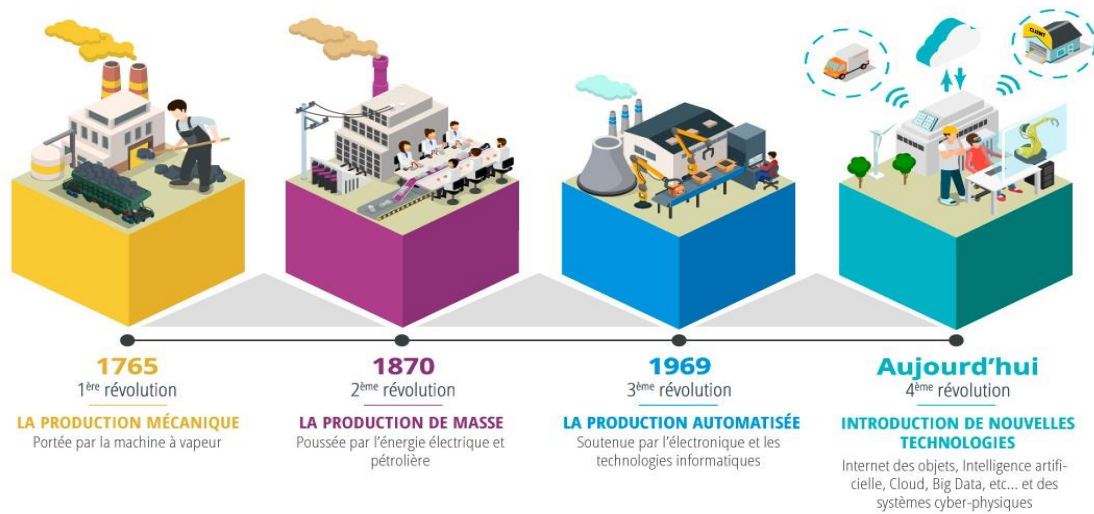 CLIENT
1765
1ère révolution
LA PRODUCTION MÉCANIQUE
Portée par la machine à vapeur
1870
2ème révolution
LA PRODUCTION DE MASSE
Poussée par l'énergie électrique et
pétrolière
1969
3ème révolution
LA PRODUCTION AUTOMATISÉE
Soutenue par l'électronique et les
technologies informatiques
Aujourd'hui
4ème révolution
INTRODUCTION DE NOUVELLES
TECHNOLOGIES
Internet des objets, Intelligence artifi-
cielle, Cloud, Big Data, etc... et des
systèmes cyber-physiques